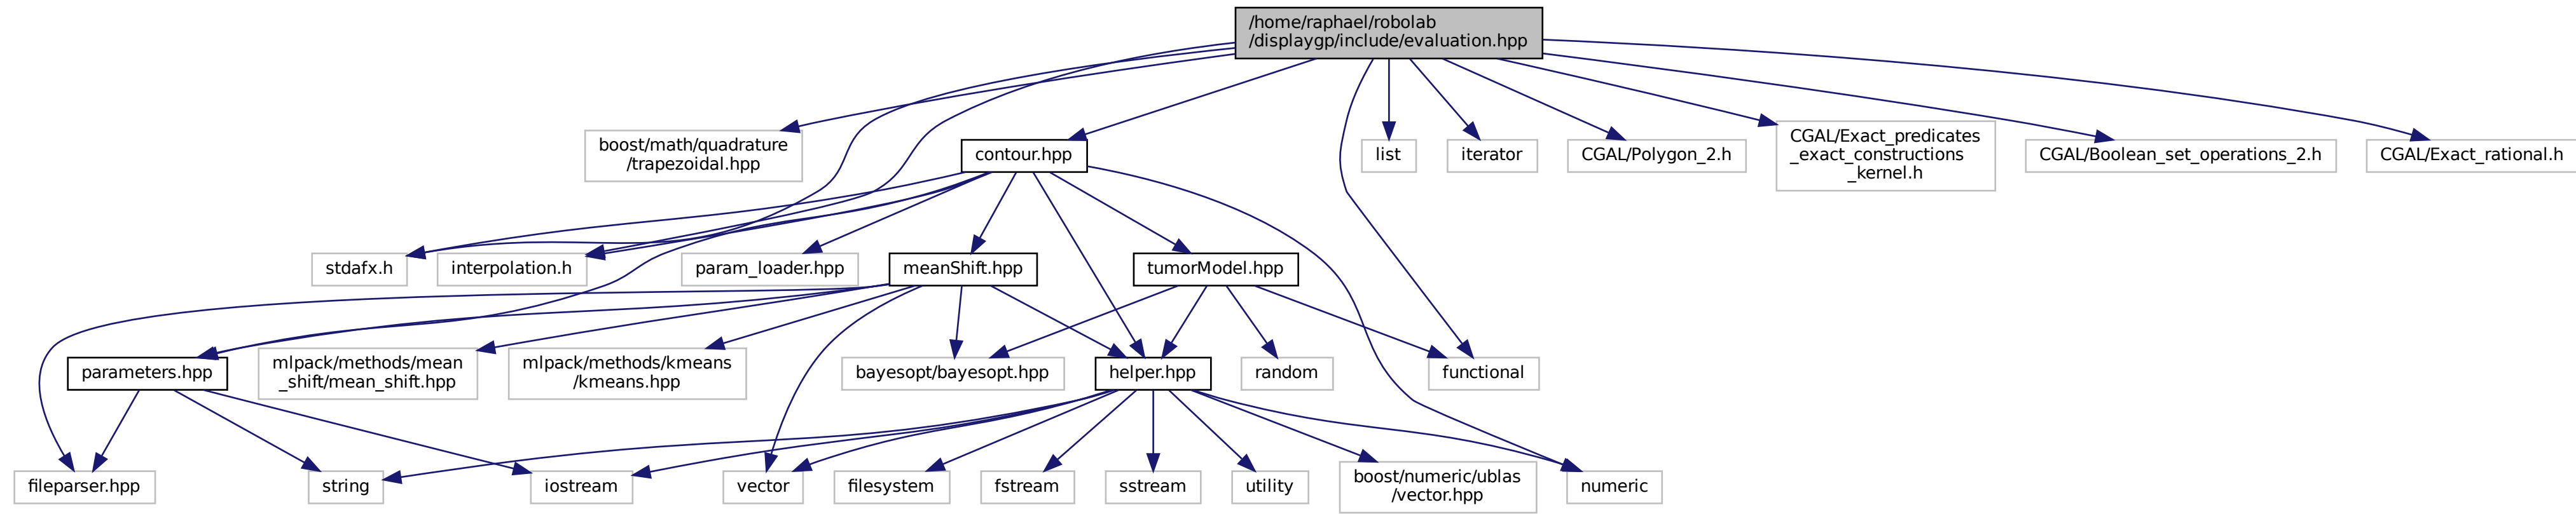 /home/raphael/robolab
/displaygp/include/evaluation.hpp
boost/math/quadrature
/trapezoidal.hpp
contour.hpp
list
iterator
CGAL/Polygon_2.h
CGAL/Exact_predicates
_exact_constructions
_kernel.h
CGAL/Boolean_set_operations_2.h
CGAL/Exact_rational.h
stdafx.h
interpolation.h
param_loader.hpp
meanShift.hpp
tumorModel.hpp
parameters.hpp
mlpack/methods/mean
_shift/mean_shift.hpp
mlpack/methods/kmeans
/kmeans.hpp
bayesopt/bayesopt.hpp
helper.hpp
random
functional
fileparser.hpp
string
iostream
vector
filesystem
fstream
sstream
utility
boost/numeric/ublas
/vector.hpp
numeric